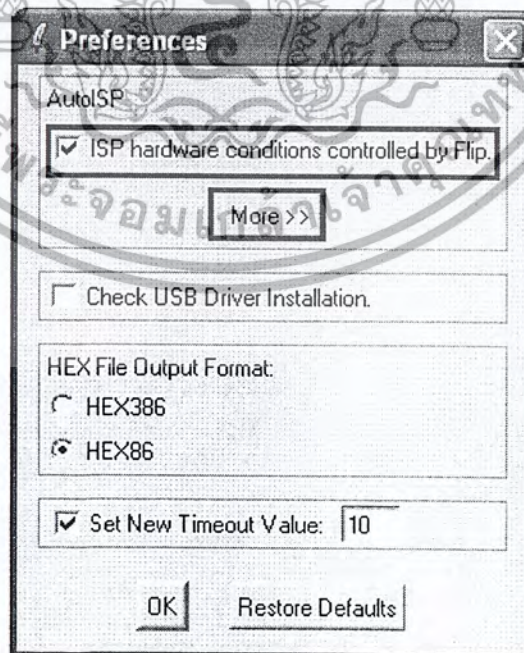 Preferences
AutoISP
ISP hardware conditions controlled by Flip.
More >>
Check USB Driver Installation.
HEX File Output Format:
HEX386
HEX86
Set New Timeout Value: 10
OK
Restore Defaults